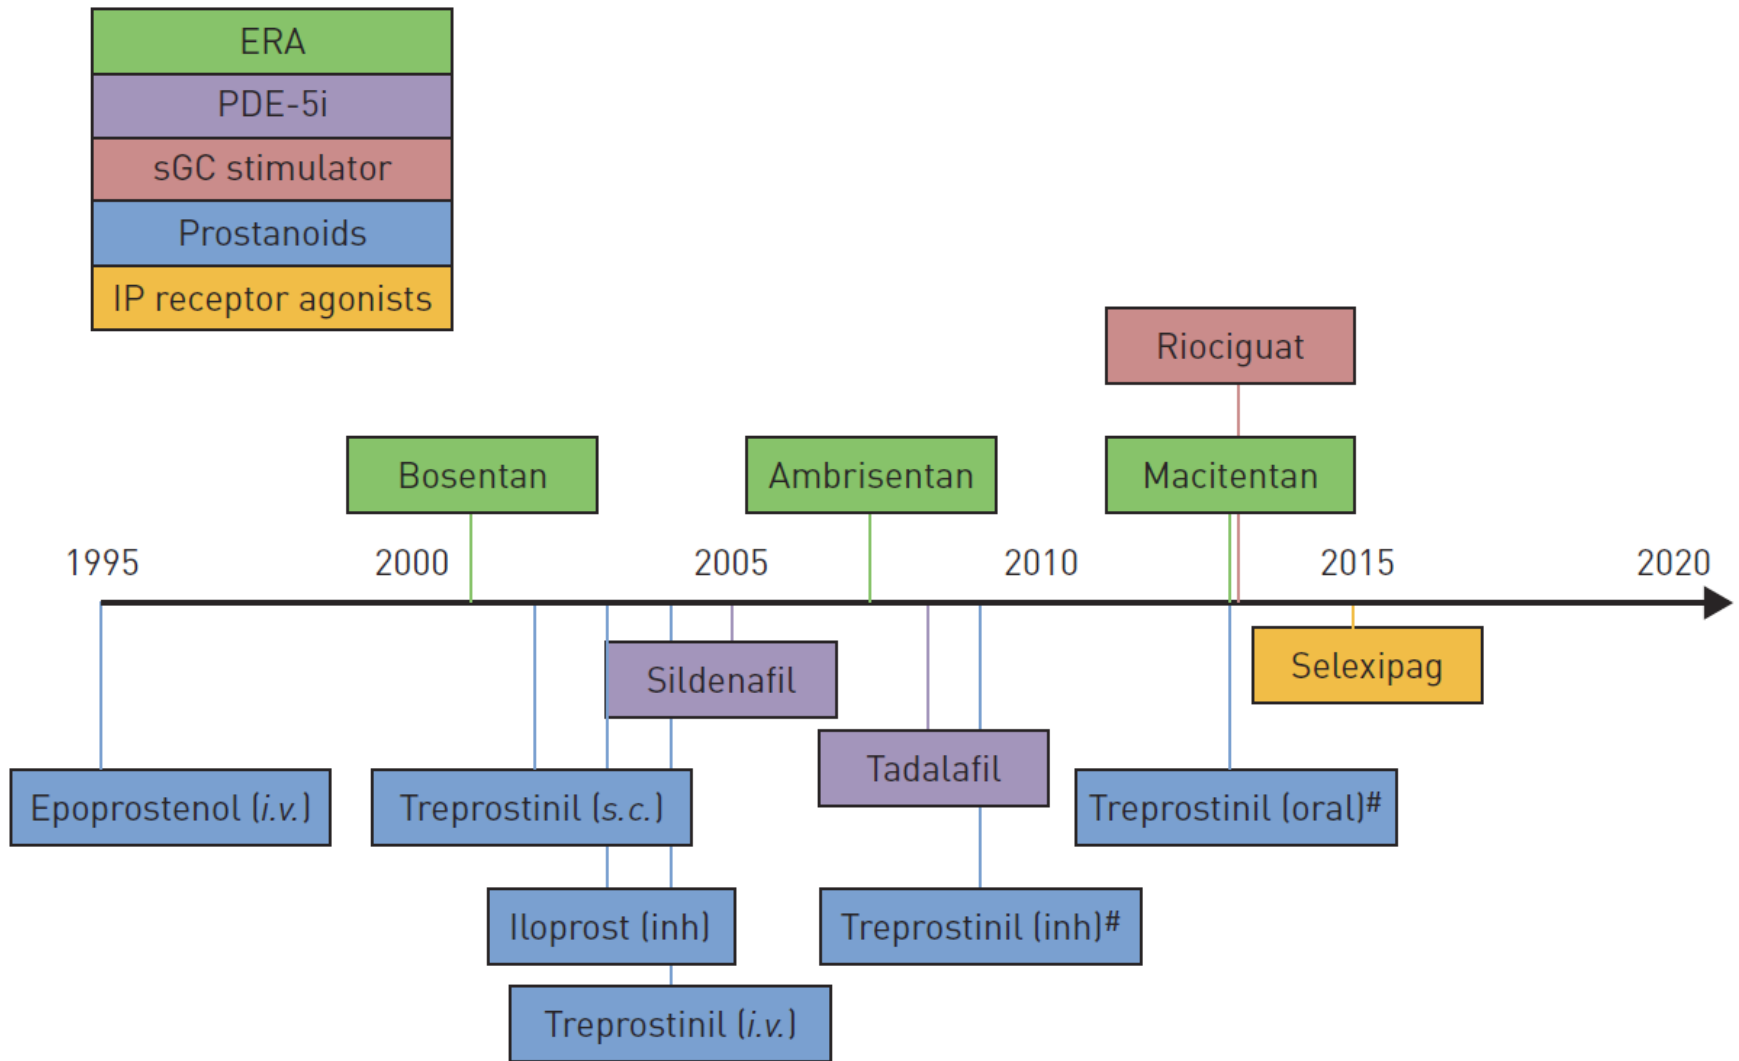 ERA
PDE-5i
sGC stimulator
Prostanoids
IP receptor agonists
Riociguat
Bosentan
Ambrisentan
Macitentan
1995
2000
2005
2010
2015
2020
Sildenafil
Selexipag
Tadalafil
Epoprostenol (i.v.)
Treprostinil (s.c.)
Treprostinil (oral)#
Iloprost (inh)
Treprostinil (inh)#
Treprostinil (i.v.)